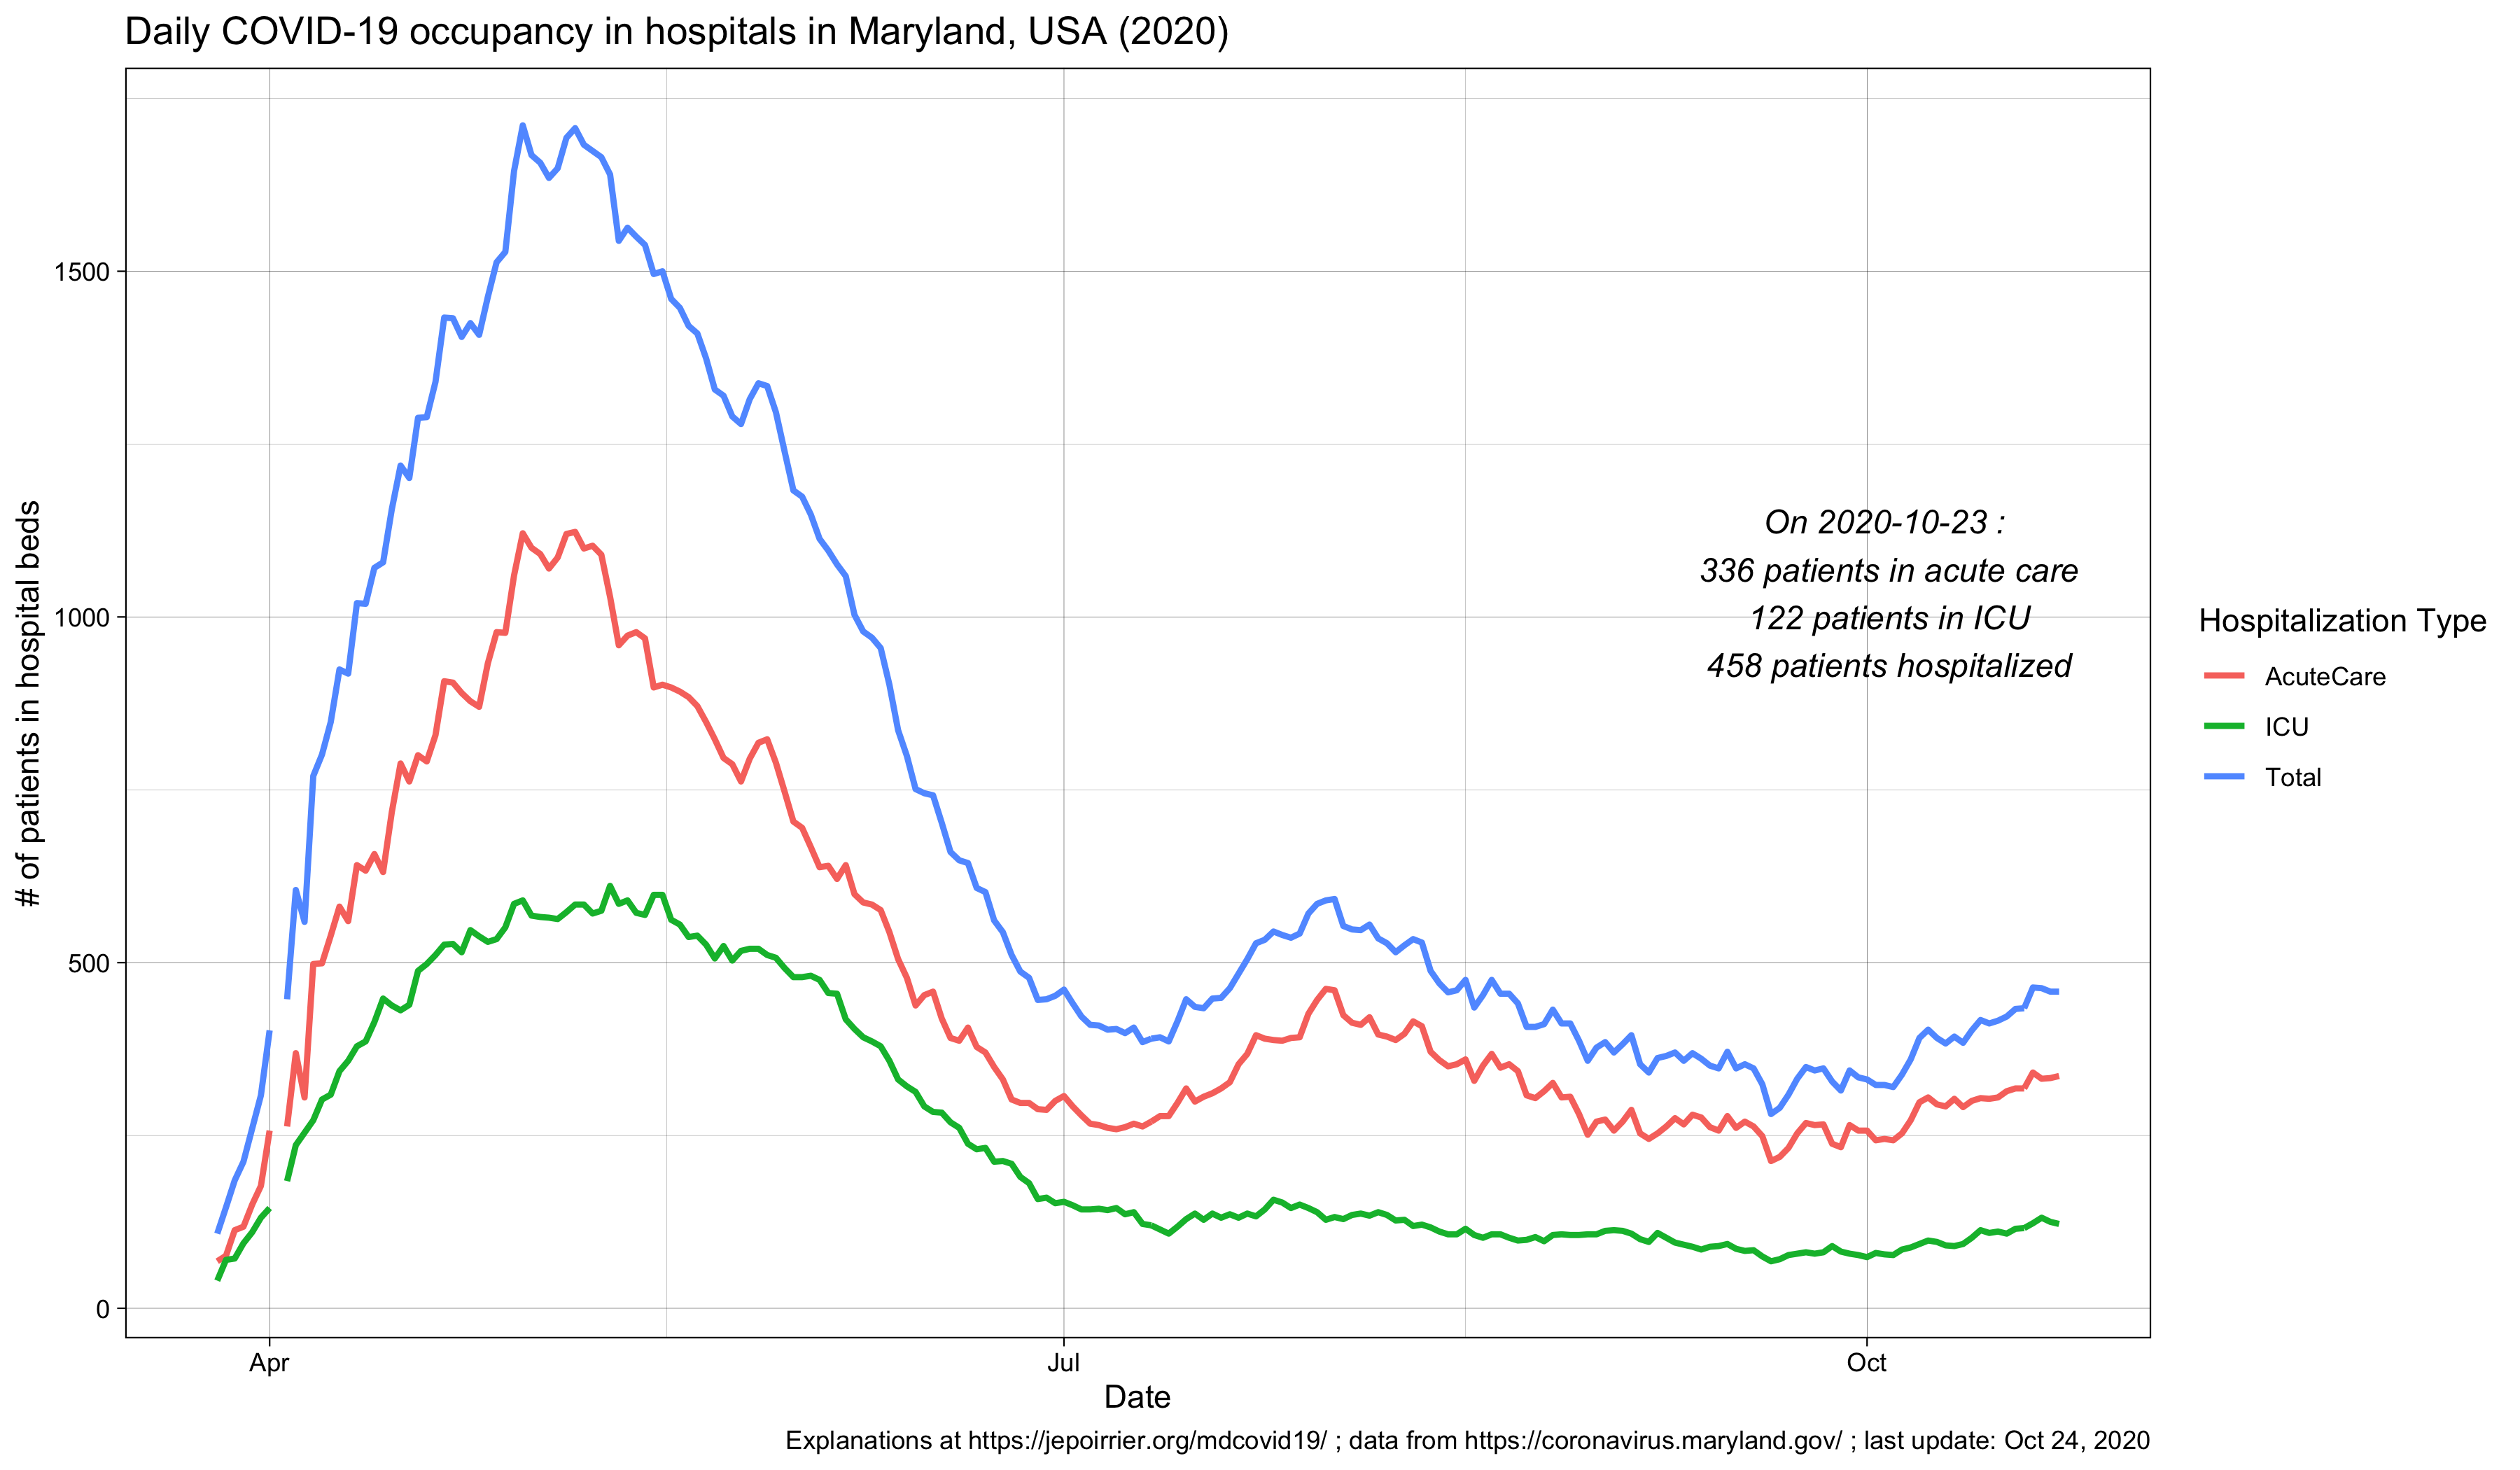 Daily COVID-19 occupancy in hospitals in Maryland, USA (2020)
# of patients in hospital beds
1500
1000
500
0
On 2020-10-23 :
336 patients in acute care
122 patients in ICU
458 patients hospitalized
Hospitalization Type
AcuteCare
ICU
Total
Apr
Jul
Oct
Date
Explanations at https://jepoirrier.org/mdcovid19/ ; data from https://coronavirus.maryland.gov/ ; last update: Oct 24, 2020